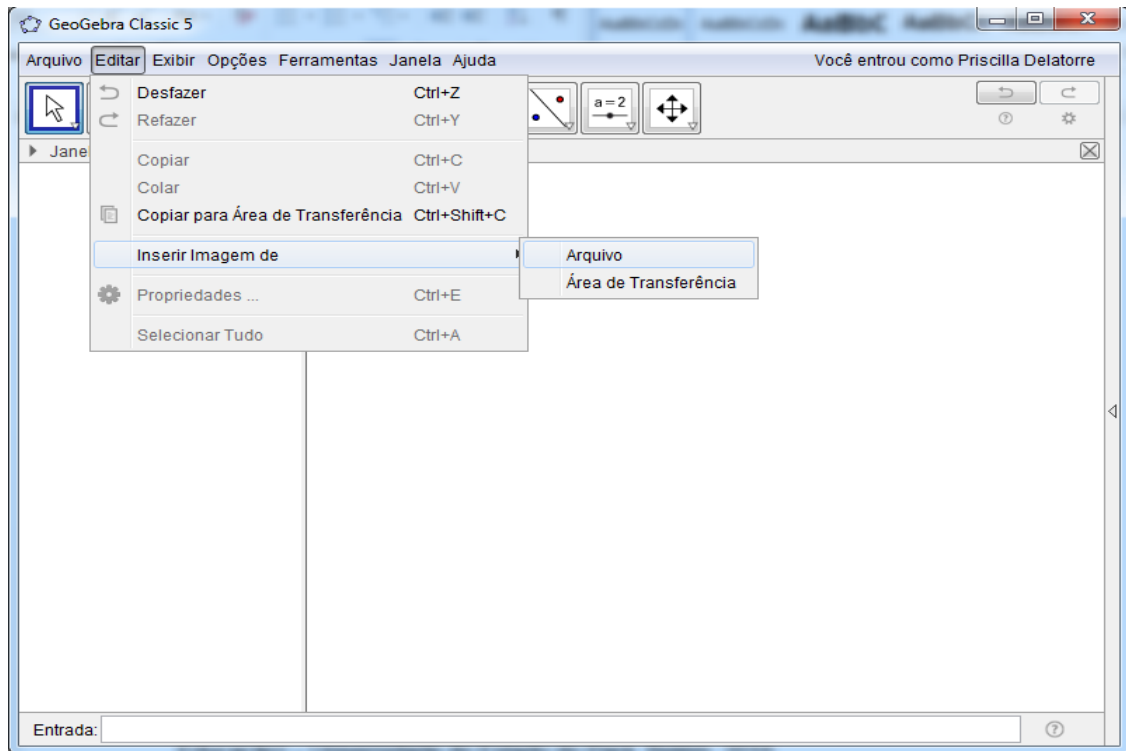 GeoGebra Classic 5
Arquivo Editar Exibir Opções Ferramentas Janela Ajuda Você entrou como Priscilla Delatorre
a=2
Desfazer Ctrl+Z
Refazer Ctrl+Y
Copiar Ctrl+C
Colar Ctrl+V
Copiar para Área de Transferência Ctrl+Shift+C
Inserir Imagem de
Arquivo
Área de Transferência
Propriedades ... Ctrl+E
Selecionar Tudo Ctrl+A
Entrada: